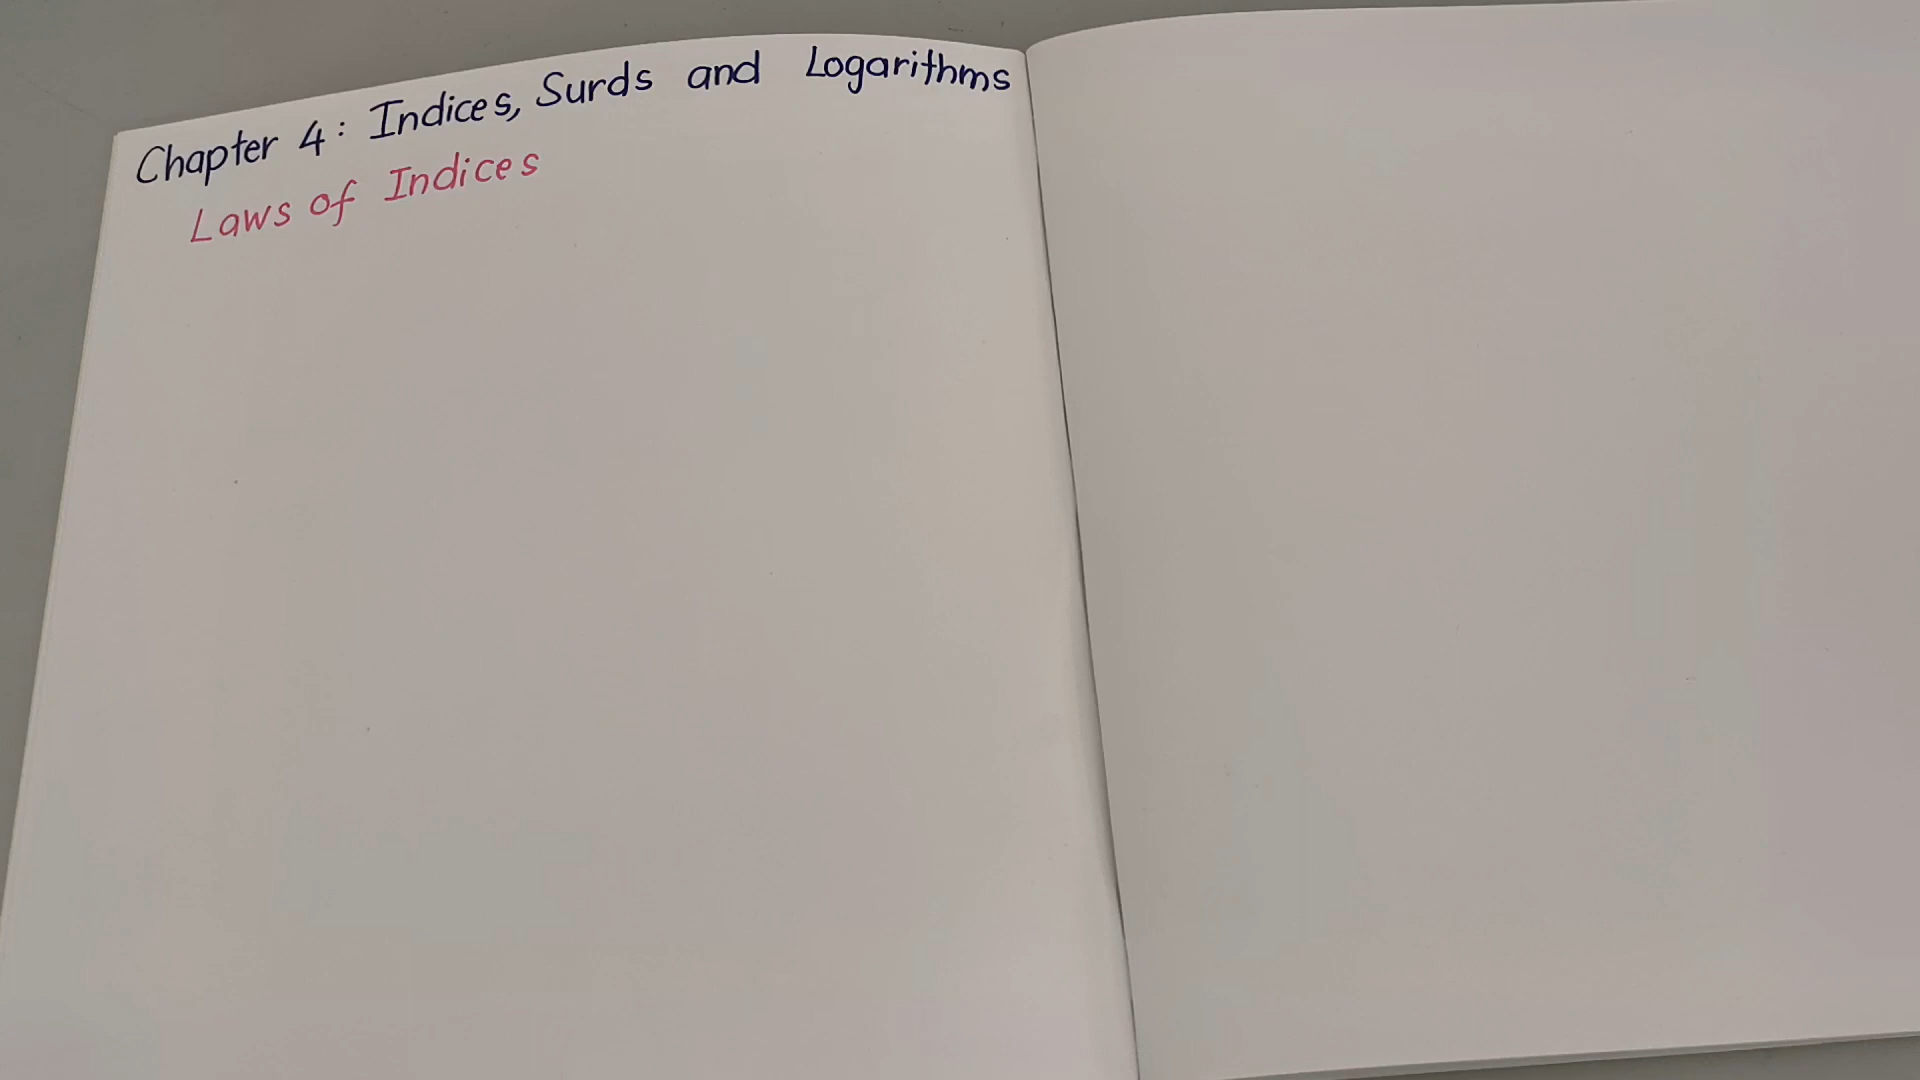 Chapter 4: Indices, Surds and Logarithms
Laws of Indices